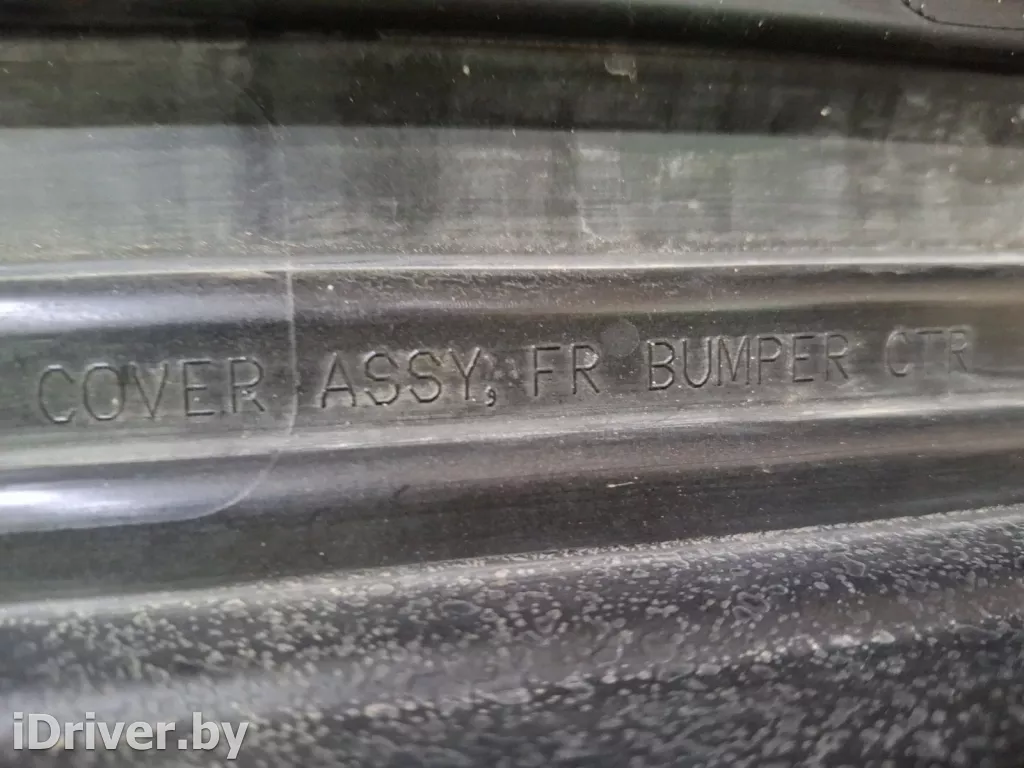 COVER ASSY, FR BUMPER CTR
iDriver.by